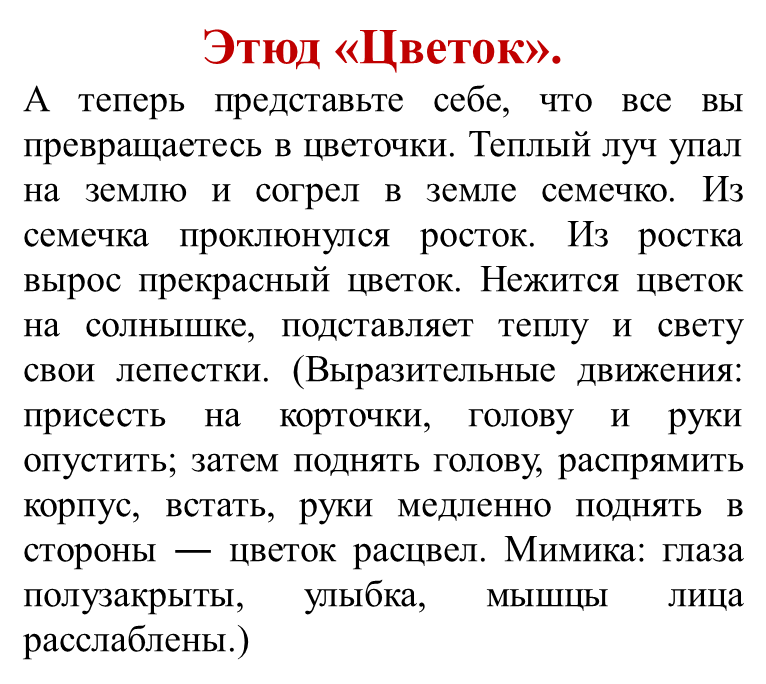 Этюд «Цветок».
А теперь представьте себе, что все вы
превращаетесь в цветочки. Теплый луч упал
на землю и согрел в земле семечко. Из
семечка проклюнулся росток. Из ростка
вырос прекрасный цветок. Нежится цветок
на солнышке, подставляет теплу и свету
свои лепестки. (Выразительные движения:
присесть на корточки, голову и руки
опустить; затем поднять голову, распрямить
корпус, встать, руки медленно поднять в
стороны — цветок расцвел. Мимика: глаза
полузакрыты, улыбка, мышцы лица
расслаблены.)